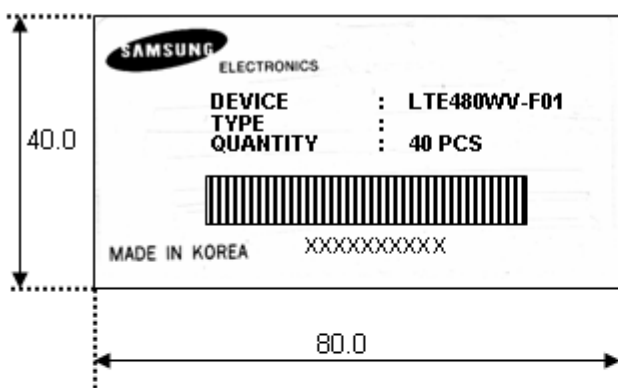 SAMSUNG
ELECTRONICS
DEVICE : LTE480WV-F01
TYPE :
QUANTITY : 40 PCS
40.0
MADE IN KOREA XXXXXXXXXX
80.0